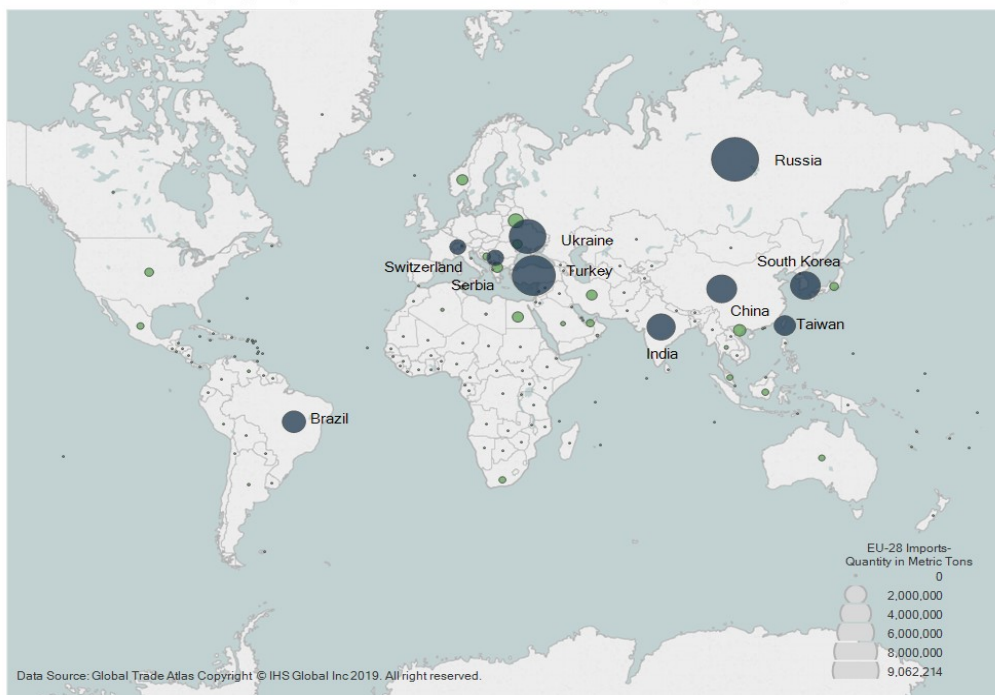 Russia
Ukraine
South Korea
Switzerland
Turkey
Serbia
China
Taiwan
India
Brazil
EU-28 Imports-
Quantity in Metric Tons
0
2,000,000
4,000,000
6,000,000
8,000,000
9,062,214
Data Source: Global Trade Atlas Copyright © IHS Global Inc 2019. All right reserved.